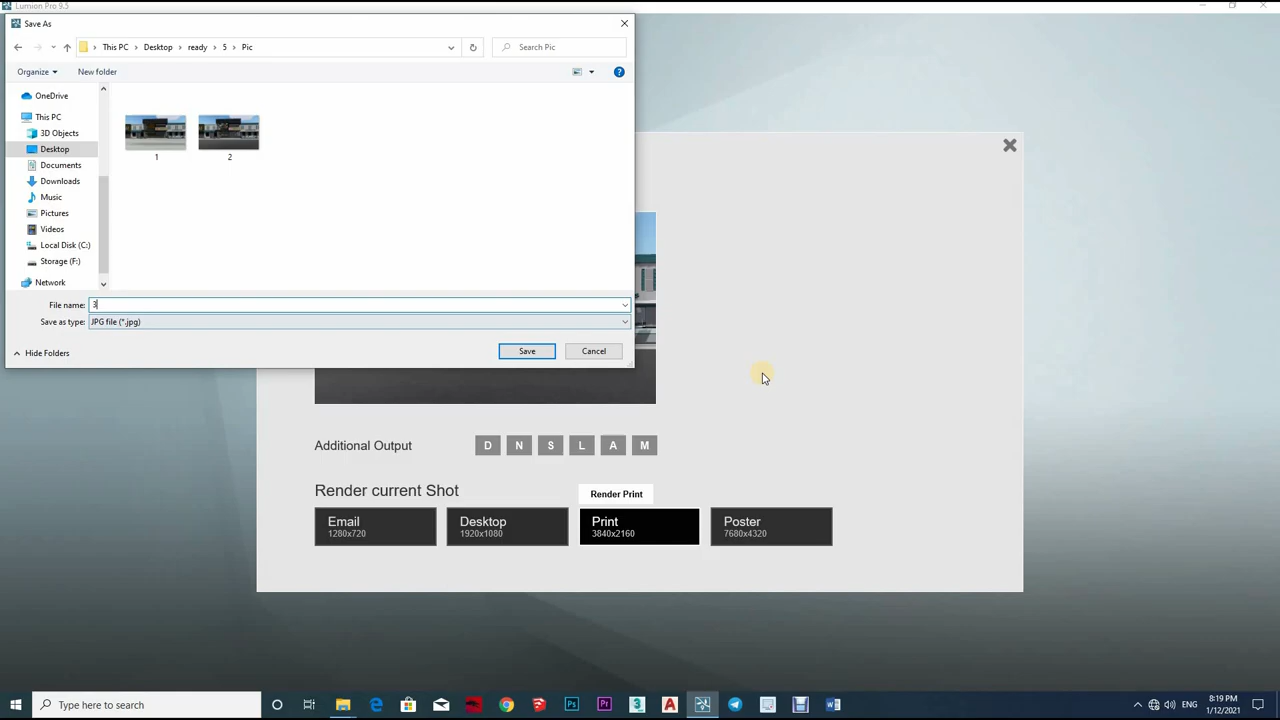 Lumion Pro 9.5
Save As
This PC
Desktop
ready
5
Pic
Search Pic
Organize
New folder
OneDrive
This PC
3D Objects
Desktop
Documents
Downloads
Music
Pictures
Videos
Local Disk (C:)
Storage (F:)
Network
1
2
File name:
3
Save as type:
JPG file (*.jpg)
Hide Folders
Save
Cancel
Additional Output
D
N
S
L
A
M
Render current Shot
Render Print
Email
1280x720
Desktop
1920x1080
Print
3840x2160
Poster
7680x4320
Type here to search
ENG
8:19 PM
1/12/2021